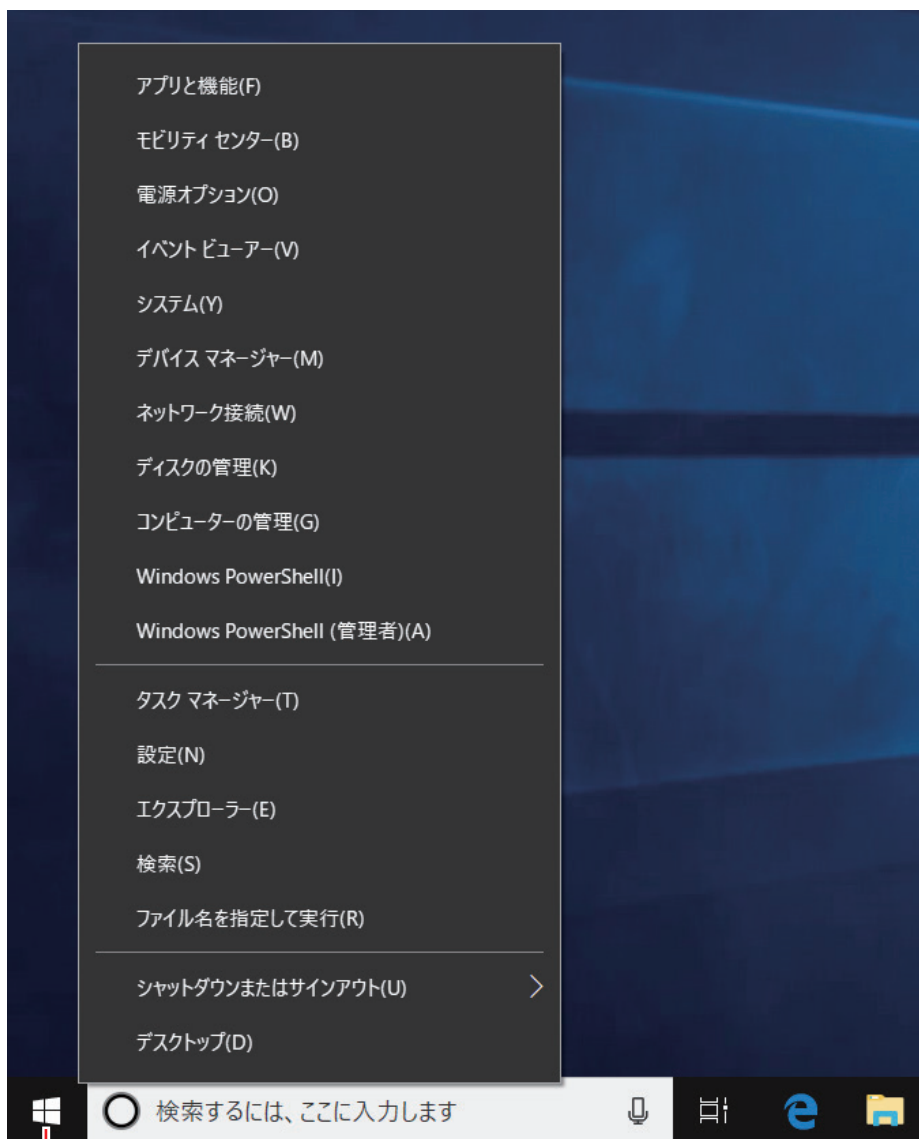 アプリと機能(F)
モビリティ センター(B)
電源オプション(O)
イベント ビューアー(V)
システム(Y)
デバイス マネージャー(M)
ネットワーク接続(W)
ディスクの管理(K)
コンピューターの管理(G)
Windows PowerShell(I)
Windows PowerShell (管理者)(A)
タスク マネージャー(T)
設定(N)
エクスプローラー(E)
検索(S)
ファイル名を指定して実行(R)
シャットダウンまたはサインアウト(U)
デスクトップ(D)
検索するには、ここに入力します